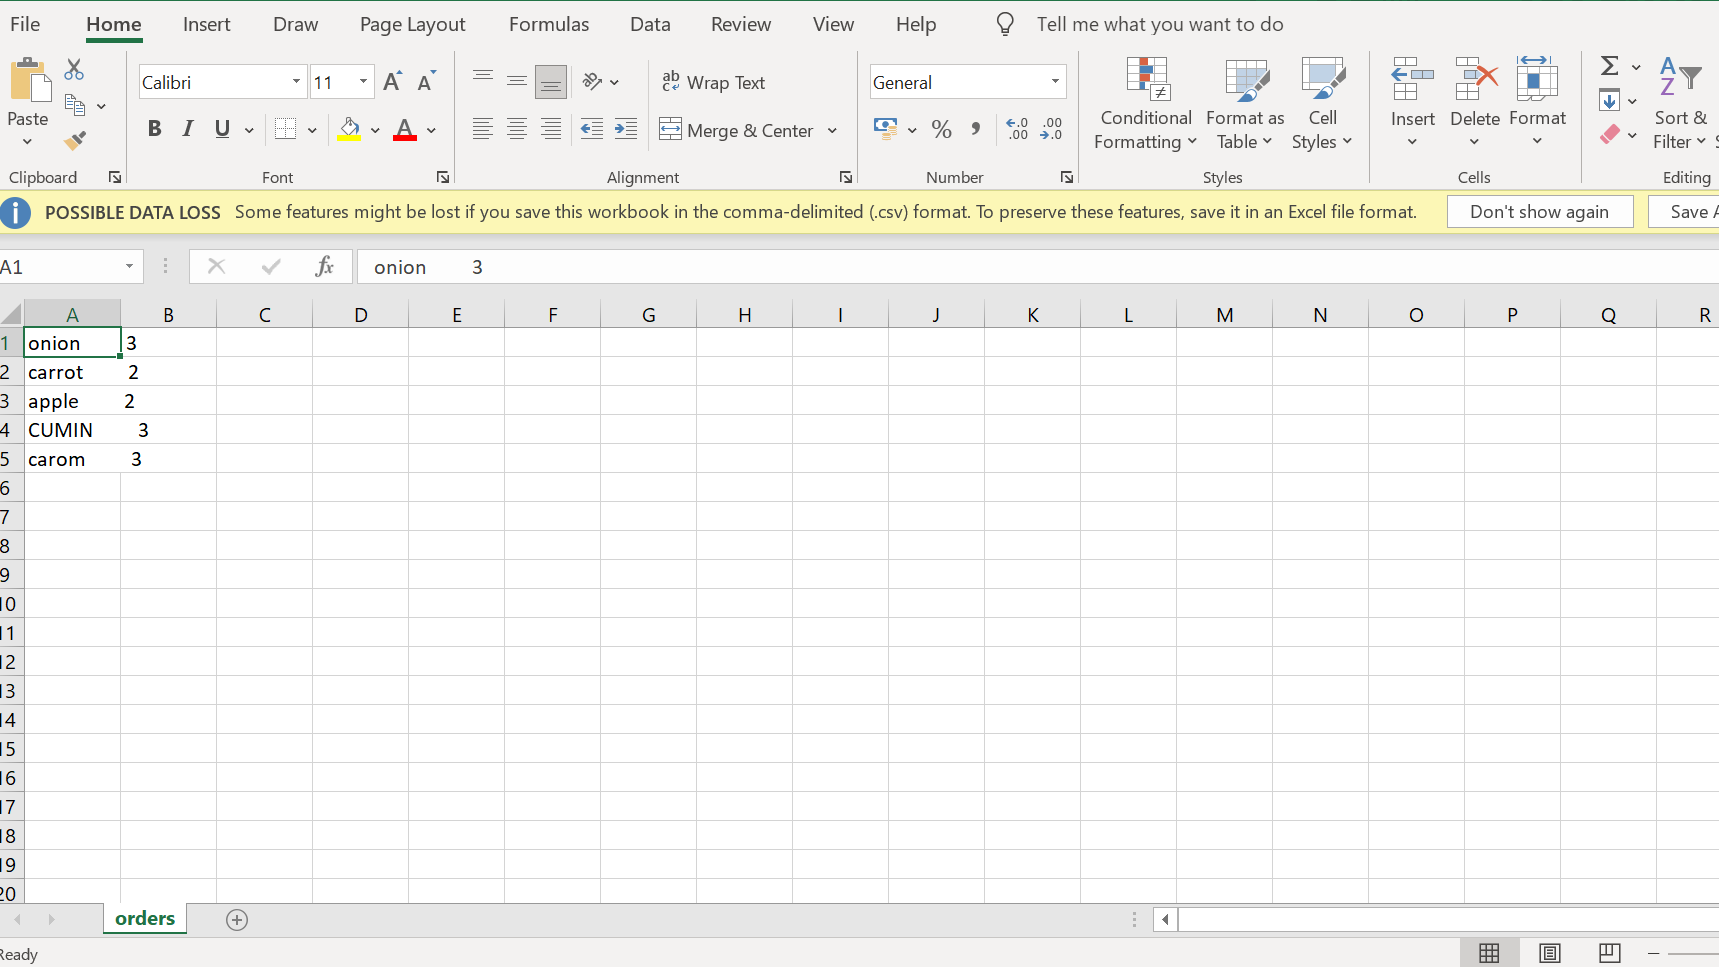 File Home Insert Draw Page Layout Formulas Data Review View Help Tell me what you want to do
Calibri 11 ab Wrap Text General
Paste B I U A Merge & Center % , Conditional Formatting Format as Table Cell Styles Insert Delete Format Sort & Filter
Clipboard Font Alignment Number Styles Cells Editing
POSSIBLE DATA LOSS Some features might be lost if you save this workbook in the comma-delimited (.csv) format. To preserve these features, save it in an Excel file format. Don't show again Save A
A1 fx onion 3
A B C D E F G H I J K L M N O P Q R
1 onion 3
2 carrot 2
3 apple 2
4 CUMIN 3
5 carom 3
6
7
8
9
10
11
12
13
14
15
16
17
18
19
20
orders
Ready